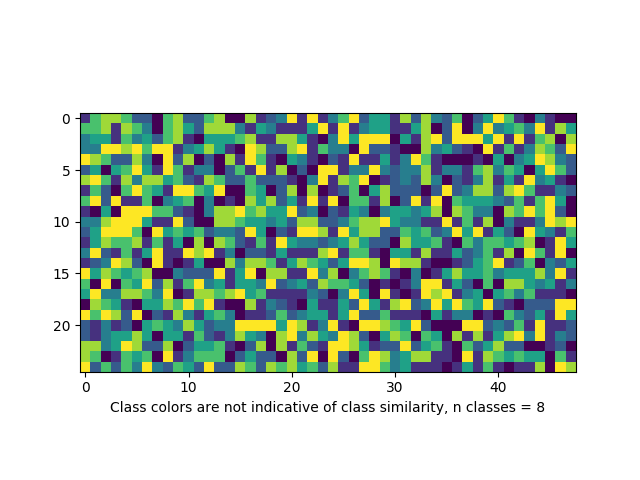 0
5
10
15
20
0 10 20 30 40
Class colors are not indicative of class similarity, n classes = 8